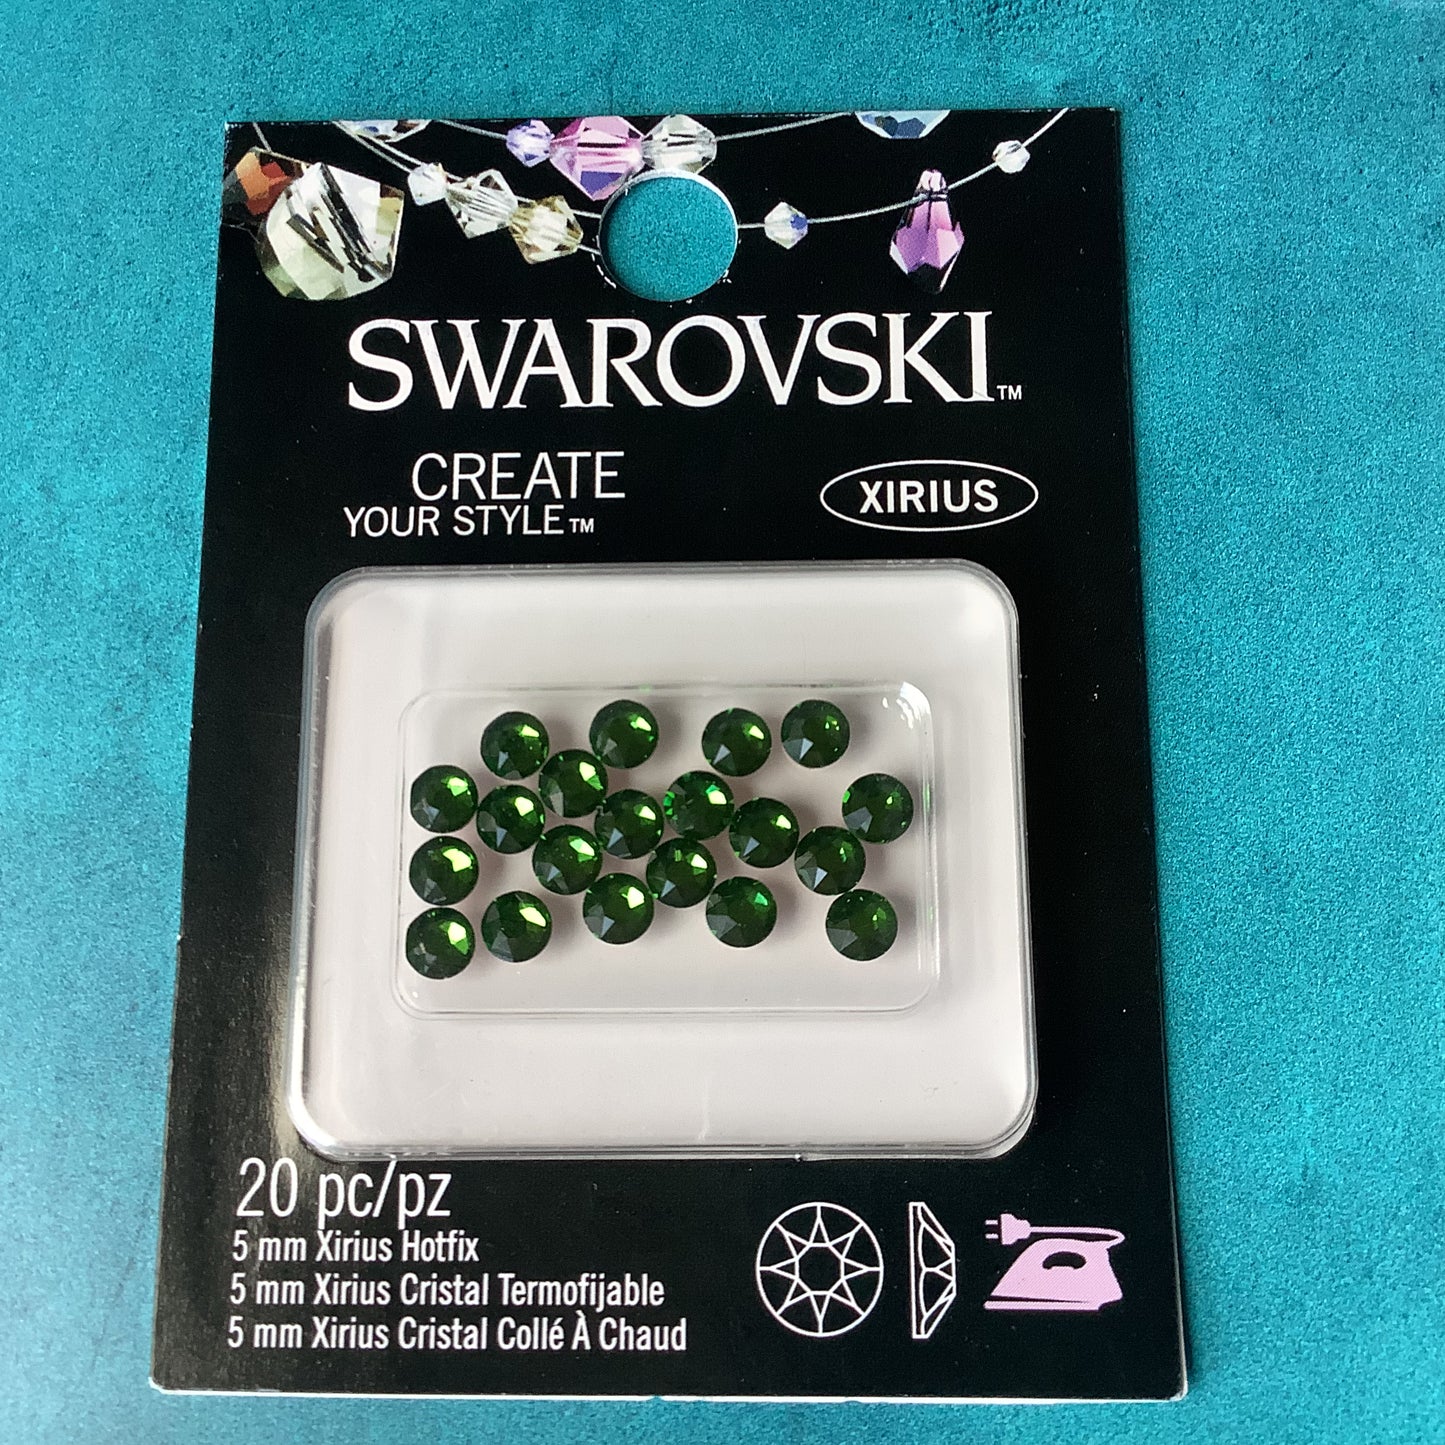 SWAROVSKI™
CREATE
YOUR STYLE™
XIRIUS
20 pc/pz
5 mm Xirius Hotfix
5 mm Xirius Cristal Termofijable
5 mm Xirius Cristal Collé À Chaud